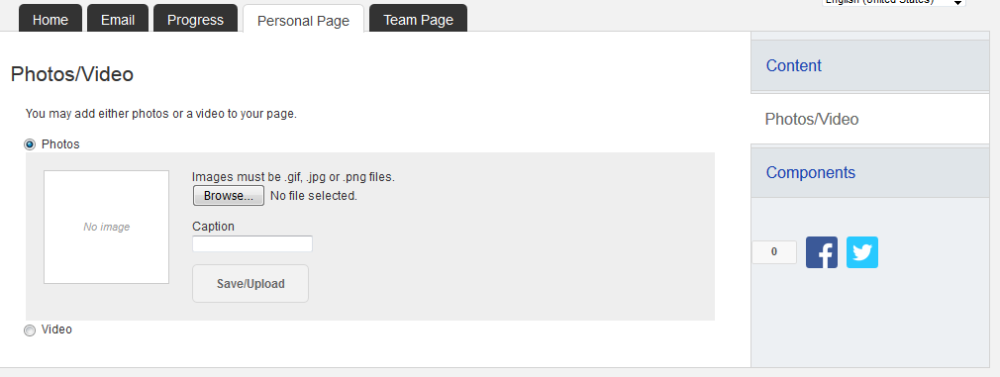 English (United States)
Home
Email
Progress
Personal Page
Team Page
Photos/Video
You may add either photos or a video to your page.
Photos
Images must be .gif, .jpg or .png files.
Browse... No file selected.
No image
Caption
Save/Upload
Video
Content
Photos/Video
Components
0